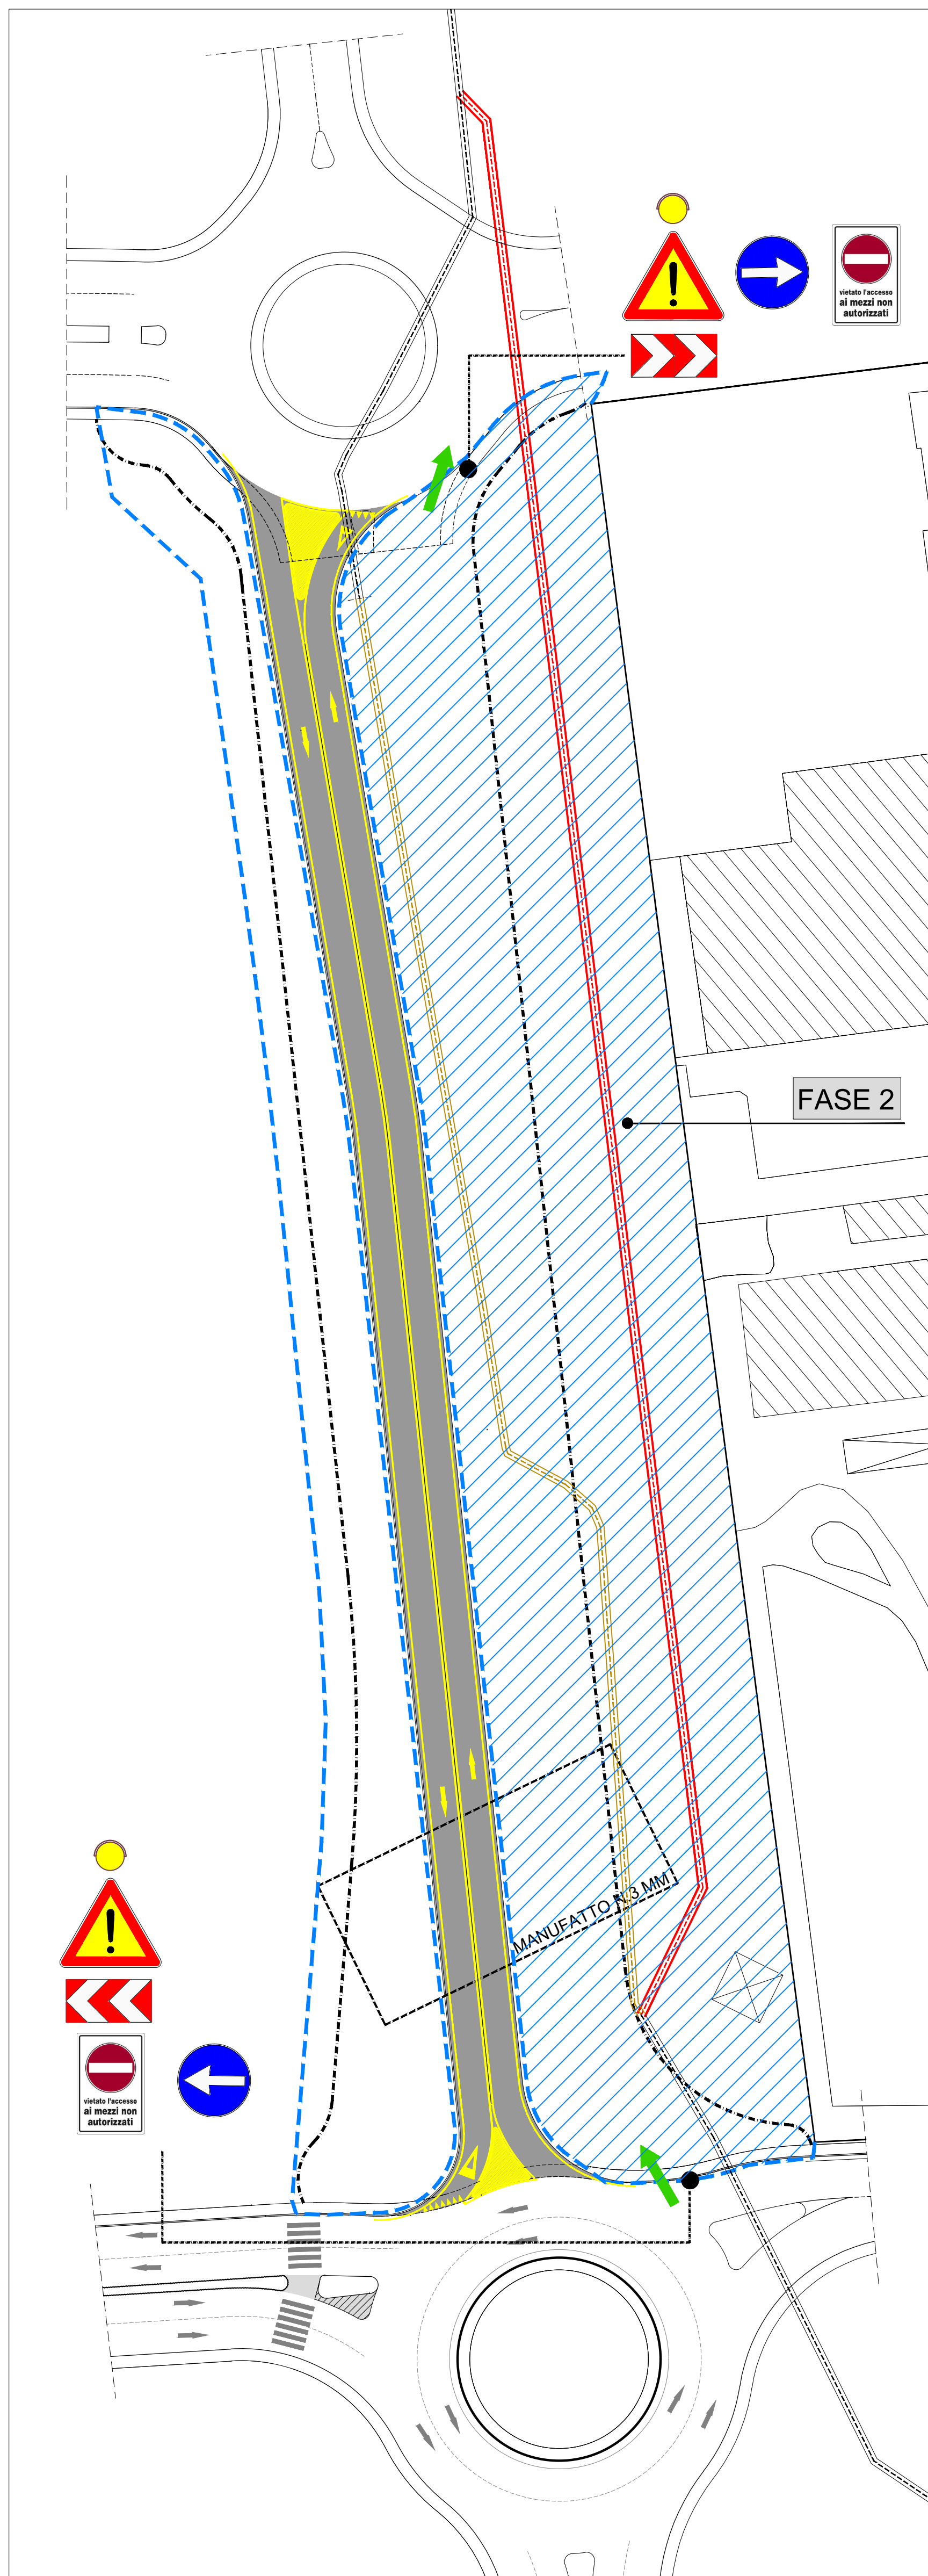 vietato l'accesso
ai mezzi non
autorizzati
FASE 2
MANUFATTO N.3 MM
vietato l'accesso
ai mezzi non
autorizzati